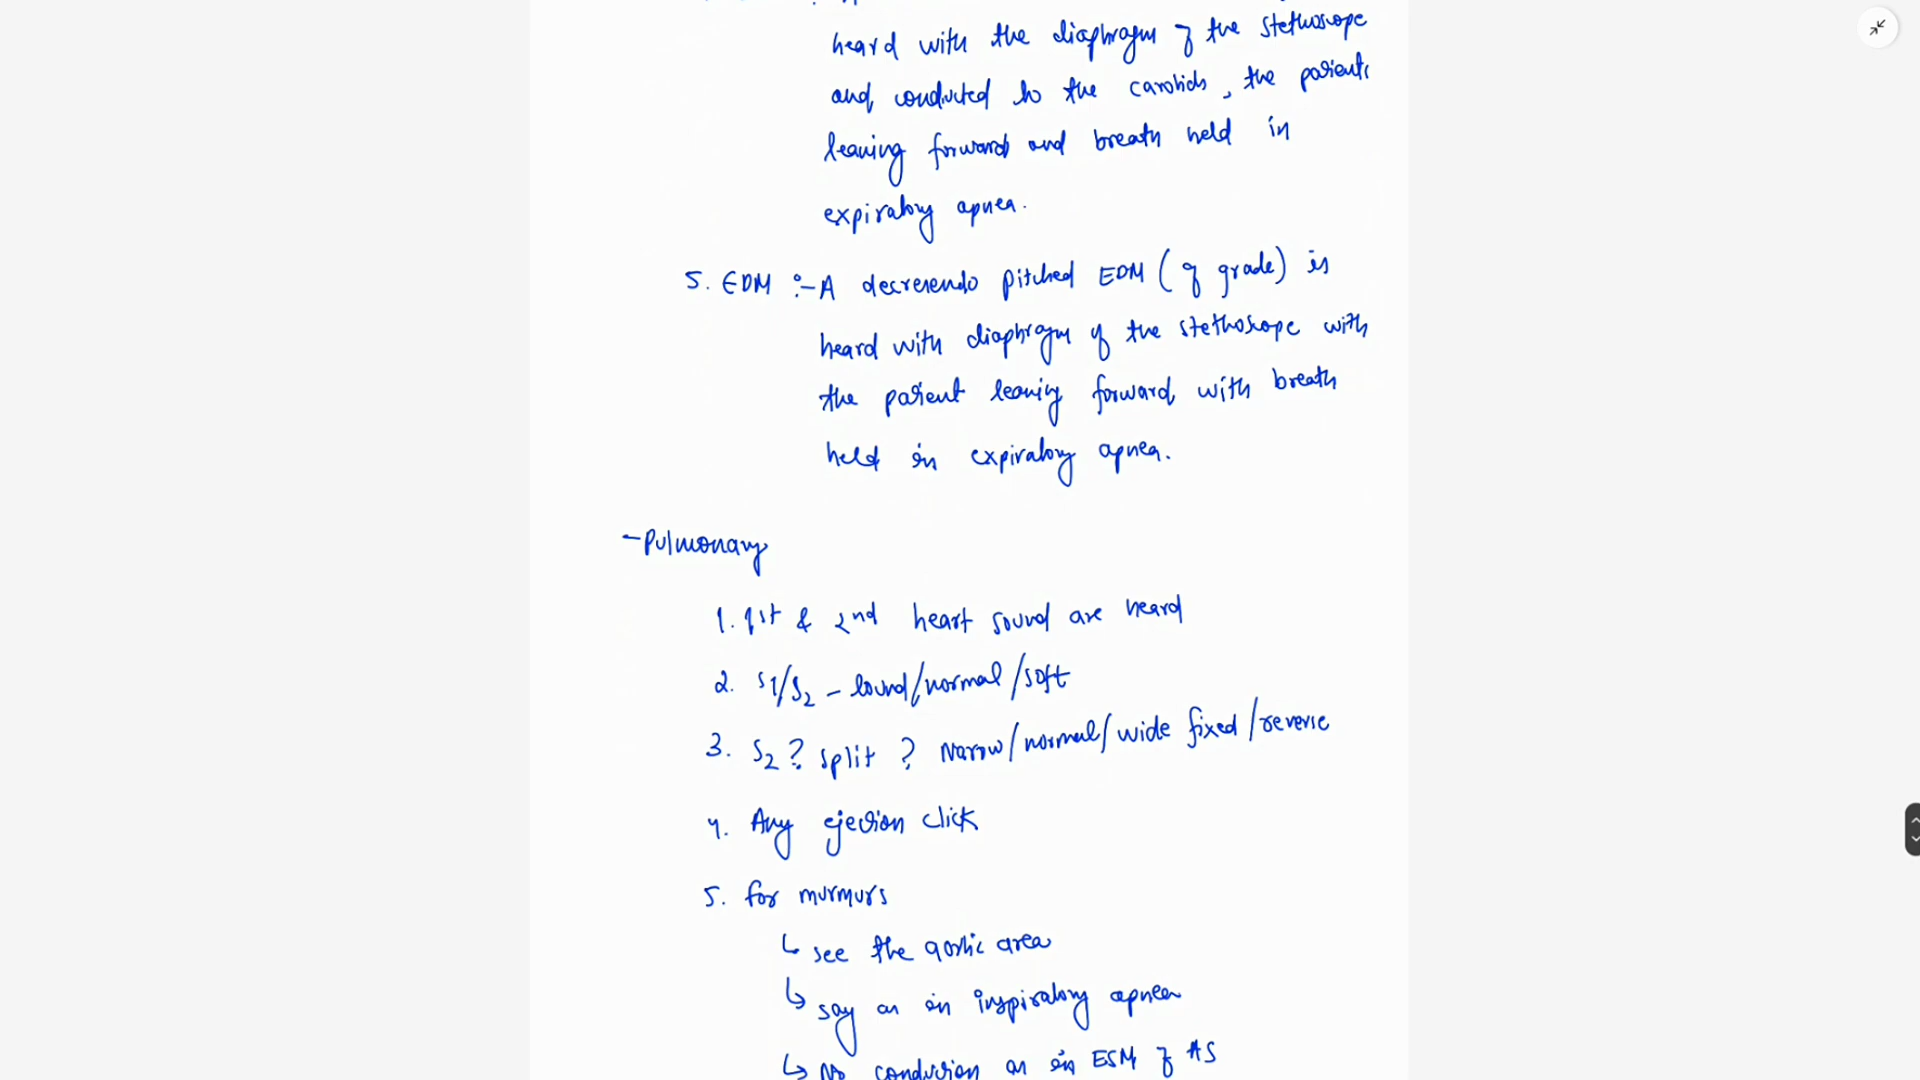 heard with the diaphragm of the stethoscope
and conducted to the carotids, the patients
leaning forward and breath held in
expiratory apnea.
5. EDM :- A decresendo pitched EDM (of grade) is
heard with diaphragm of the stethoscope with
the patient leaning forward with breath
held in expiratory apnea.
- Pulmonary
1. 1st & 2nd heart sound are heard
2. S1/S2 - lound/normal/soft
3. S2? split? Narrow/normal/wide fixed/reverse
4. Any ejection click
5. for murmurs
↳ see the aortic area
↳ say as in inspiratory apnea
↳ No conduction as in ESM of AS